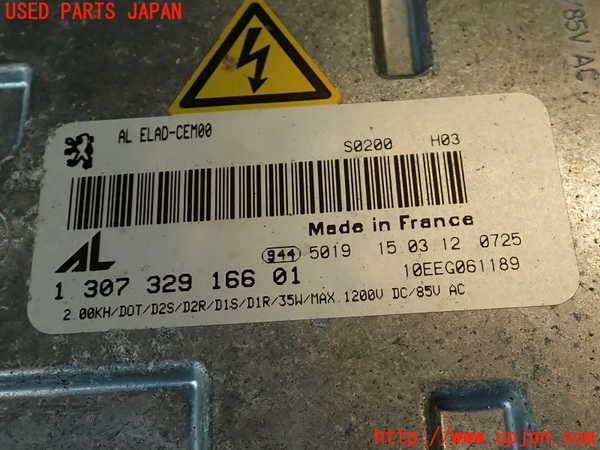 USED PARTS JAPAN
/85V AC
AL ELAD-CEM00
S0200 H03
Made in France
944 5019 15 03 12 0725
AL
10EEG061189
1 307 329 166 01
2.00KH/DOT/D2S/D2R/D1S/D1R/35W/MAX.1200V DC/85V AC
http://www.upjpn.com/